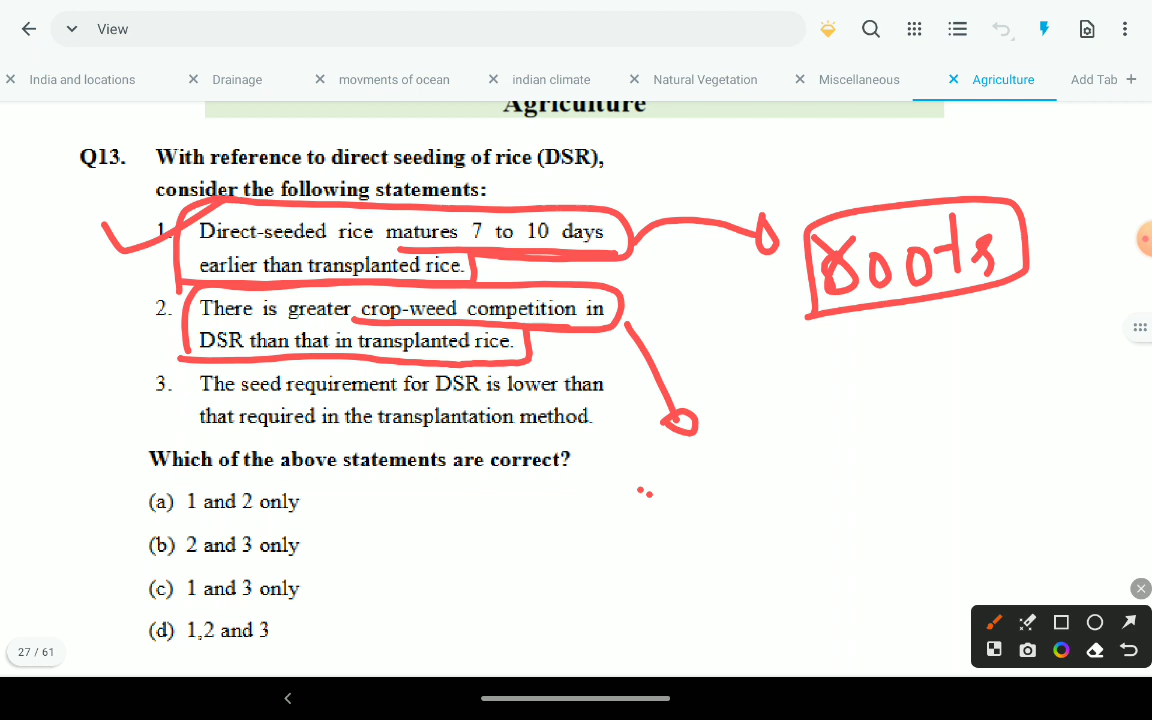 View
India and locations
Drainage
movments of ocean
indian climate
Natural Vegetation
Miscellaneous
Agriculture
Add Tab
Agriculture
Q13. With reference to direct seeding of rice (DSR),
consider the following statements:
1. Direct-seeded rice matures 7 to 10 days
earlier than transplanted rice.
roots
2. There is greater crop-weed competition in
DSR than that in transplanted rice.
3. The seed requirement for DSR is lower than
that required in the transplantation method.
Which of the above statements are correct?
(a) 1 and 2 only
(b) 2 and 3 only
(c) 1 and 3 only
(d) 1,2 and 3
27 / 61